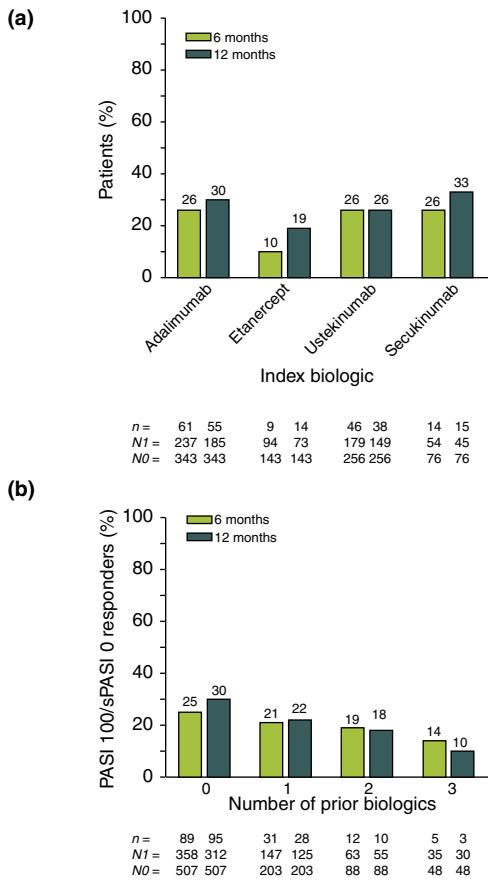 (a)
100
80
60
40
20
0
Patients (%)
6 months
12 months
26 30
10 19
26 26
26 33
Adalimumab
Etanercept
Ustekinumab
Secukinumab
Index biologic
n = 61 55 9 14 46 38 14 15
N1 = 237 185 94 73 179 149 54 45
N0 = 343 343 143 143 256 256 76 76
(b)
100
80
60
40
20
0
PASI 100/sPASI 0 responders (%)
6 months
12 months
25 30
21 22
19 18
14 10
0 1 2 3
Number of prior biologics
n = 89 95 31 28 12 10 5 3
N1 = 358 312 147 125 63 55 35 30
N0 = 507 507 203 203 88 88 48 48